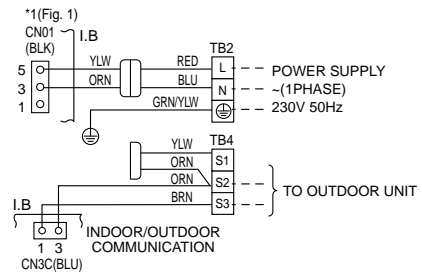 *1(Fig. 1)
CN01
(BLK)
I.B
TB2
5 YLW RED L POWER SUPPLY
3 ORN BLU N ~(1PHASE)
1 GRN/YLW 230V 50Hz
TB4
YLW S1
ORN
ORN S2 TO OUTDOOR UNIT
BRN S3
I.B
1 3
INDOOR/OUTDOOR
COMMUNICATION
CN3C(BLU)